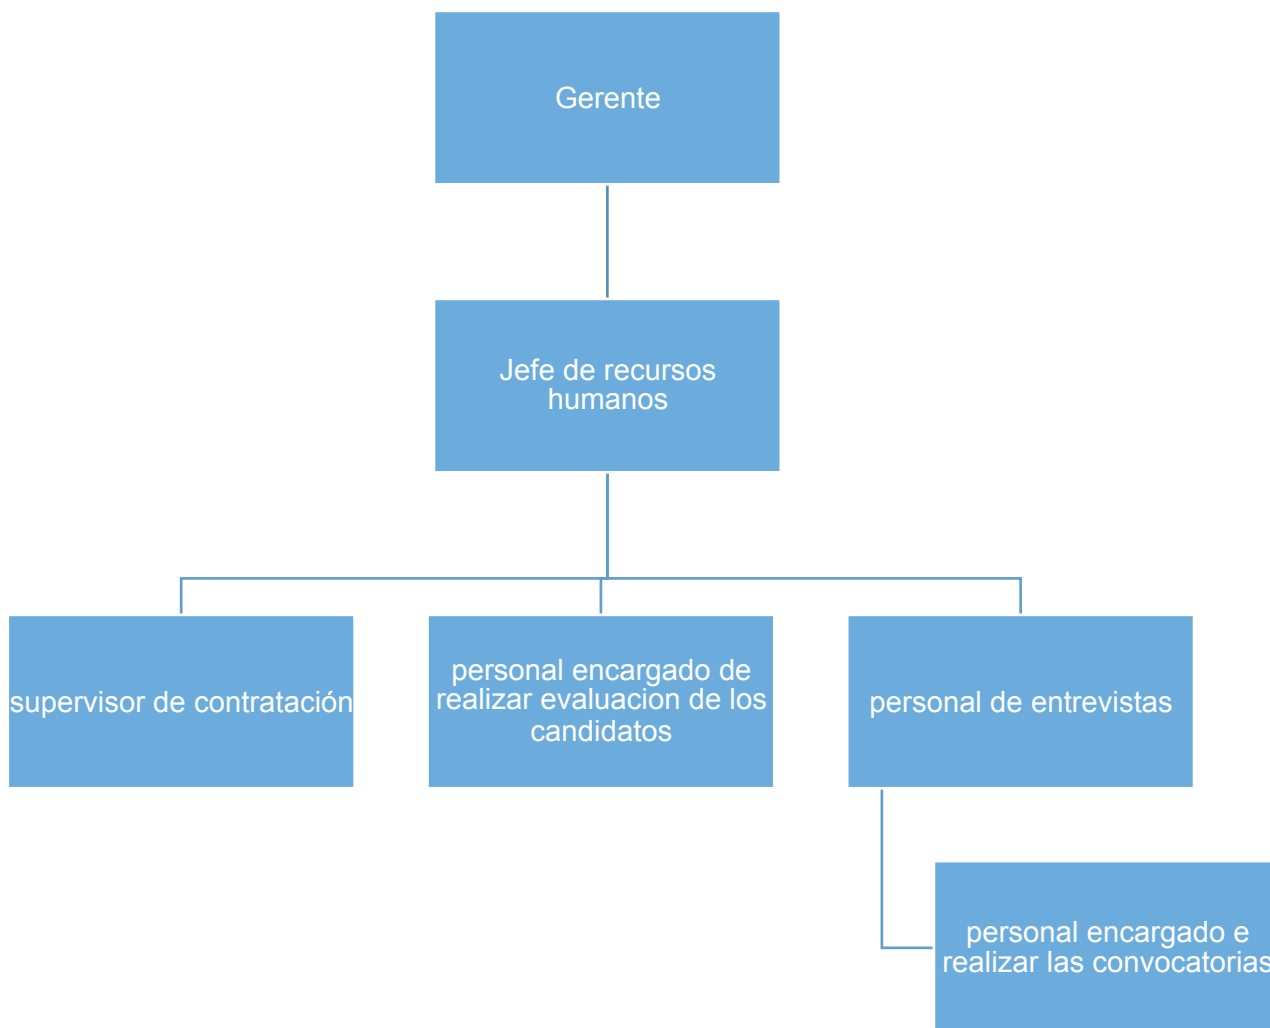 Gerente
Jefe de recursos
humanos
supervisor de contratación
personal encargado de
realizar evaluacion de los
candidatos
personal de entrevistas
personal encargado e
realizar las convocatorias